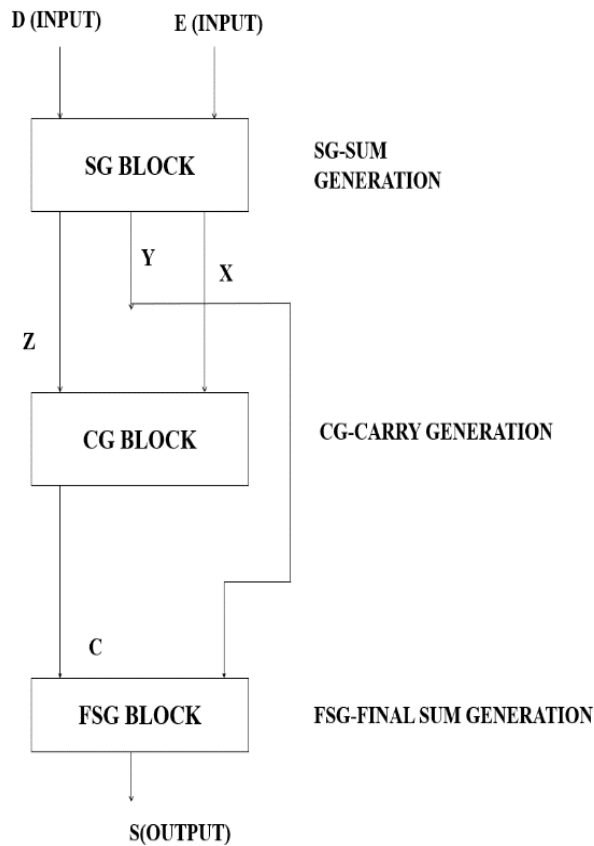 D (INPUT)
E (INPUT)
SG BLOCK
SG-SUM
GENERATION
Y
X
Z
CG BLOCK
CG-CARRY GENERATION
C
FSG BLOCK
FSG-FINAL SUM GENERATION
S(OUTPUT)